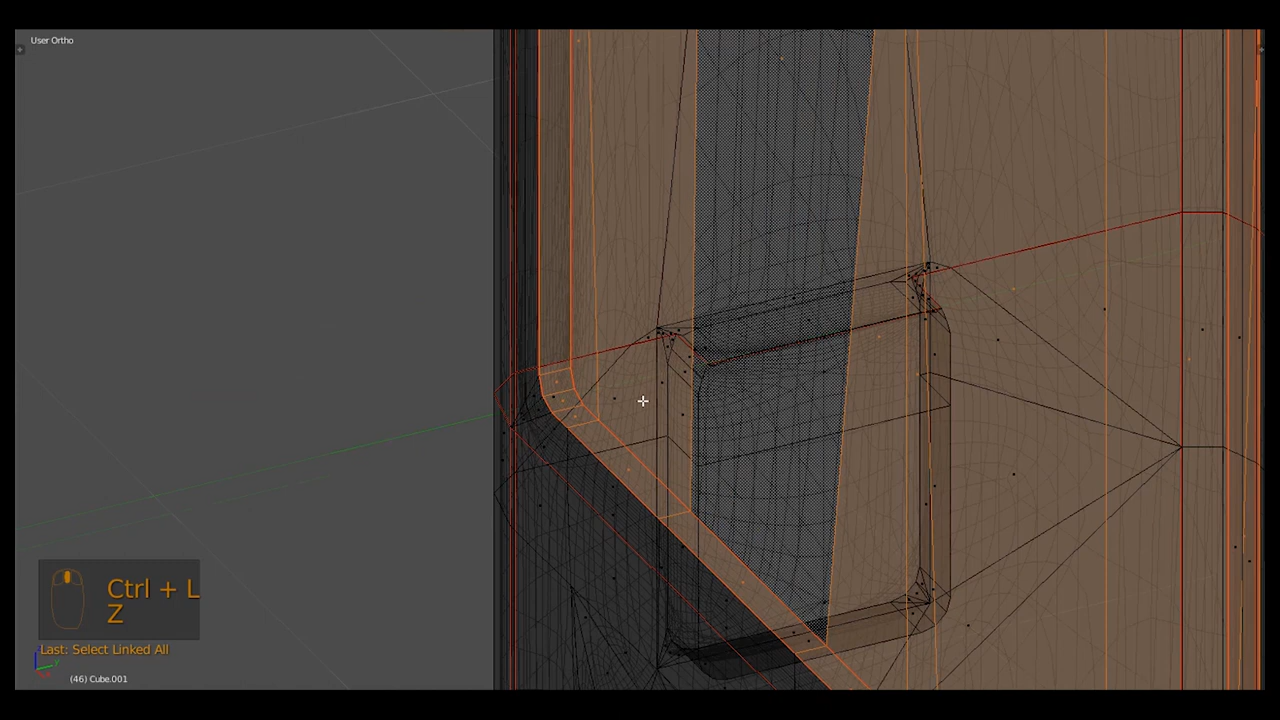 User Ortho
Ctrl + L
Z
Last: Select Linked All
(46) Cube.001